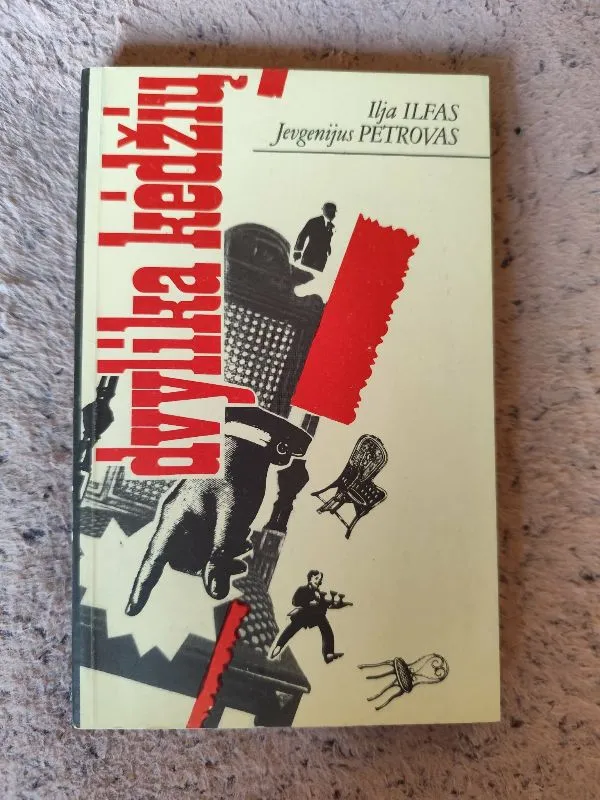 Ilja ILFAS
Jevgenijus PETROVAS
dvylika kėdžių